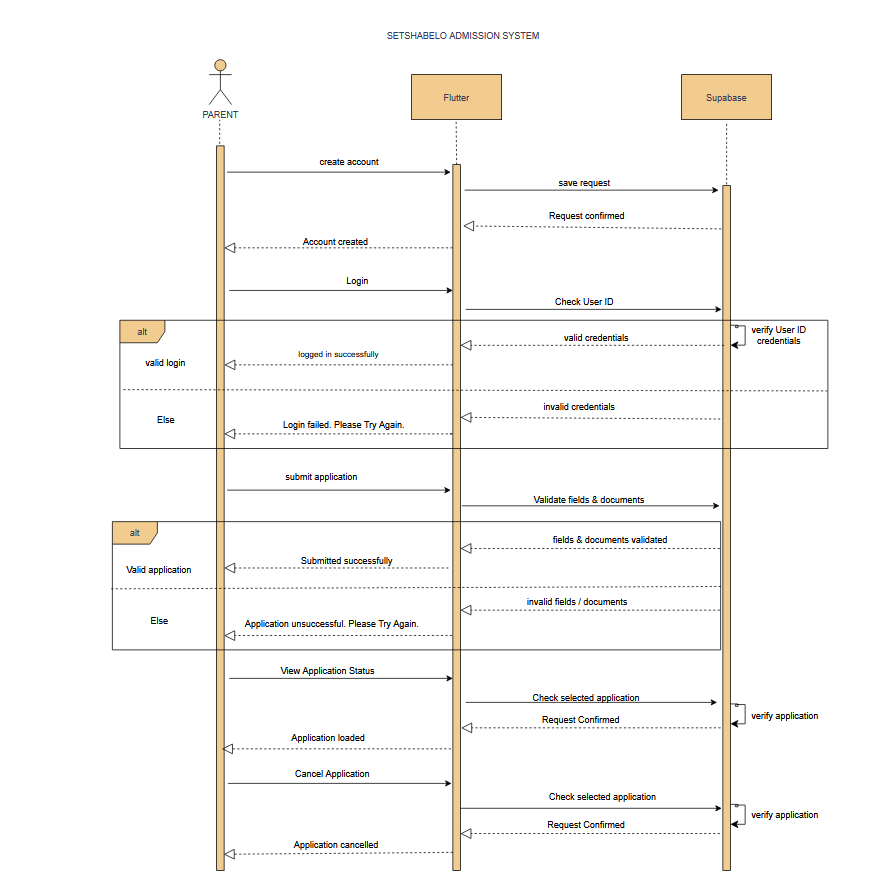 SETSHABELO ADMISSION SYSTEM
PARENT
Flutter
Supabase
create account
save request
Request confirmed
Account created
Login
Check User ID
alt
verify User ID
credentials
valid credentials
logged in successfully
valid login
invalid credentials
Else
Login failed. Please Try Again.
submit application
Validate fields & documents
alt
fields & documents validated
Submitted successfully
Valid application
invalid fields / documents
Else
Application unsuccessful. Please Try Again.
View Application Status
Check selected application
verify application
Request Confirmed
Application loaded
Cancel Application
Check selected application
verify application
Request Confirmed
Application cancelled